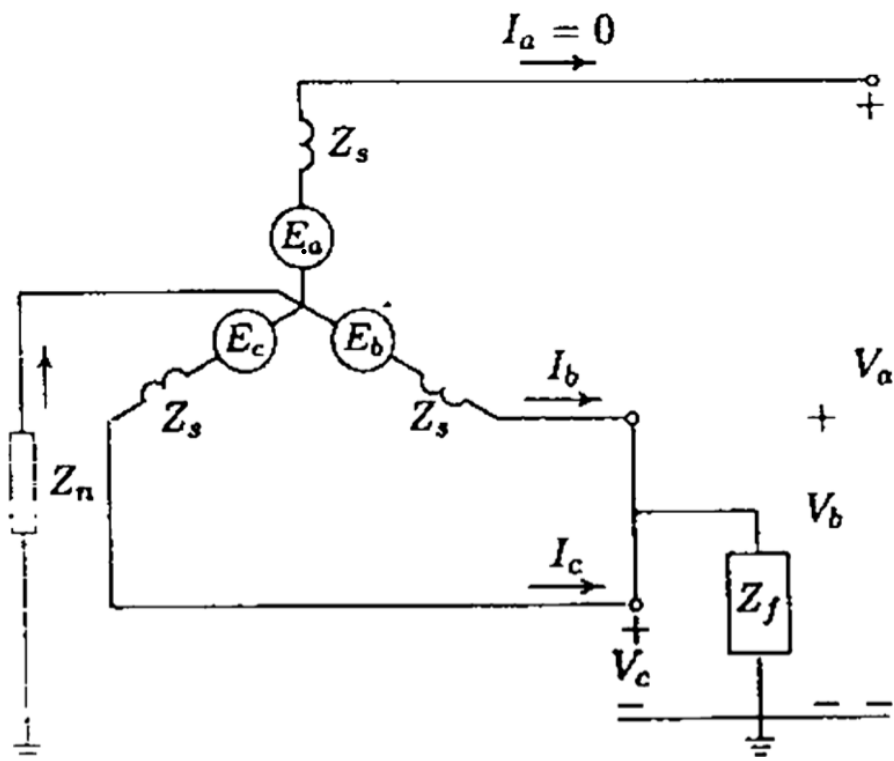 I_a = 0
+
Z_s
E_a
E_c
E_b
V_a
I_b
+
Z_s
Z_s
Z_n
V_b
I_c
Z_f
+
V_c
− − −